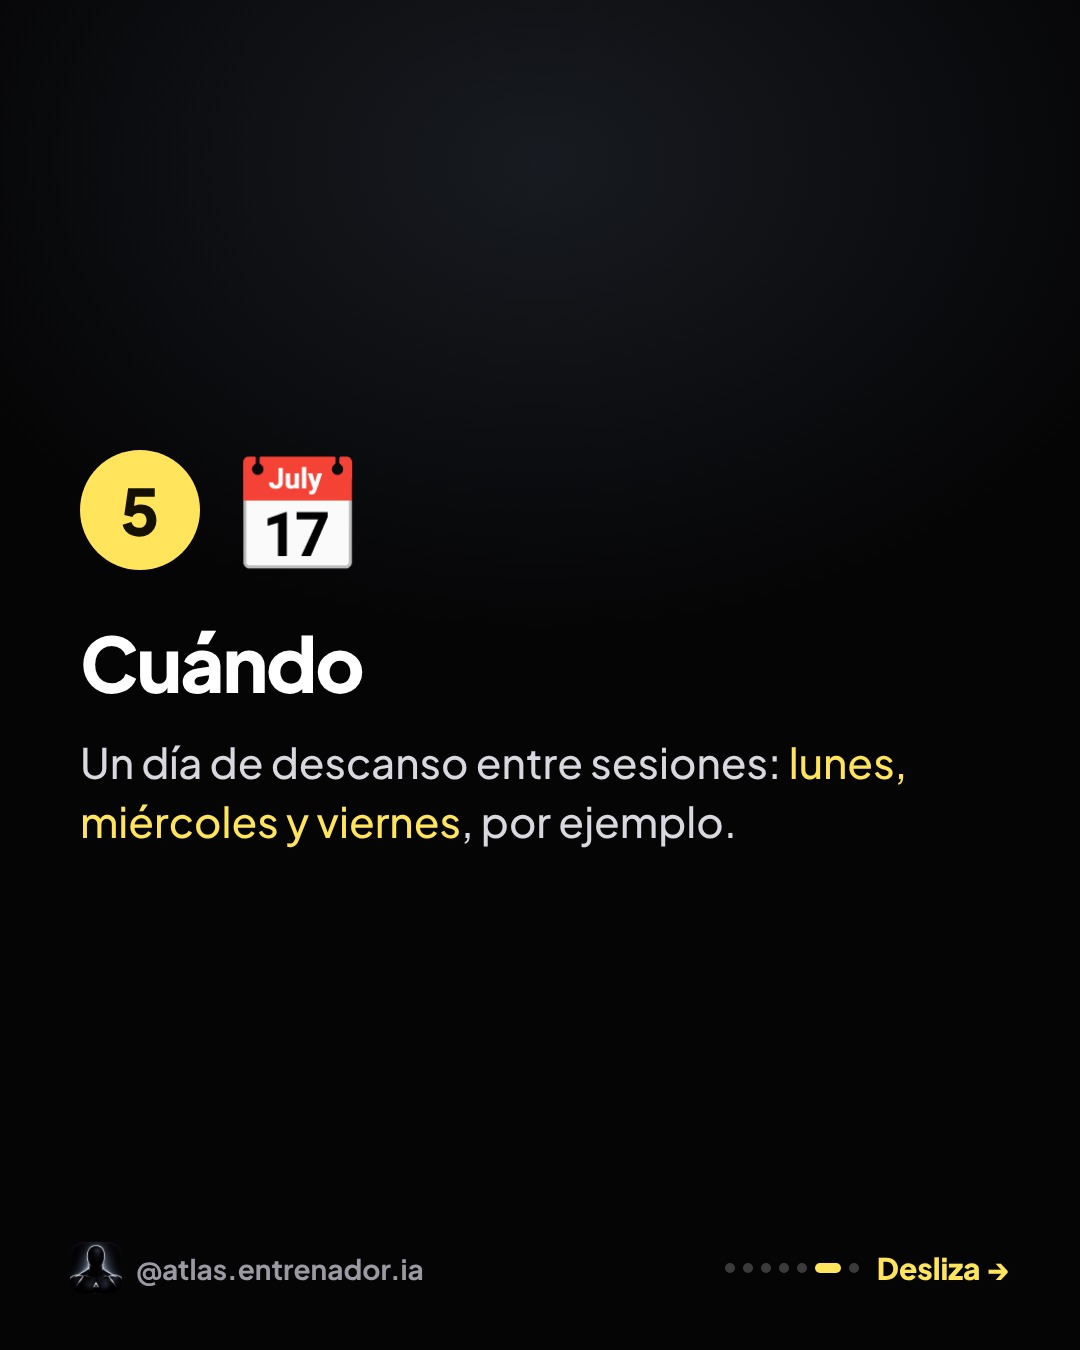 5
July
17
Cuándo
Un día de descanso entre sesiones: lunes,
miércoles y viernes, por ejemplo.
@atlas.entrenador.ia
Desliza →